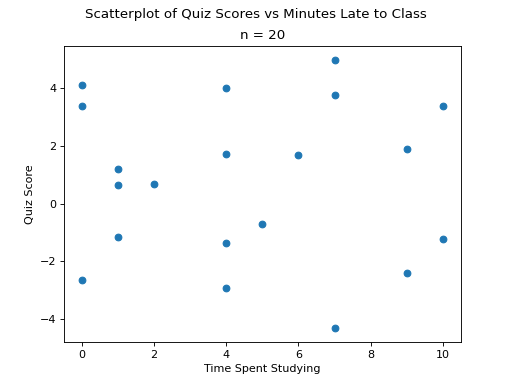 Scatterplot of Quiz Scores vs Minutes Late to Class
n = 20
4
2
0
−2
−4
Quiz Score
0 2 4 6 8 10
Time Spent Studying